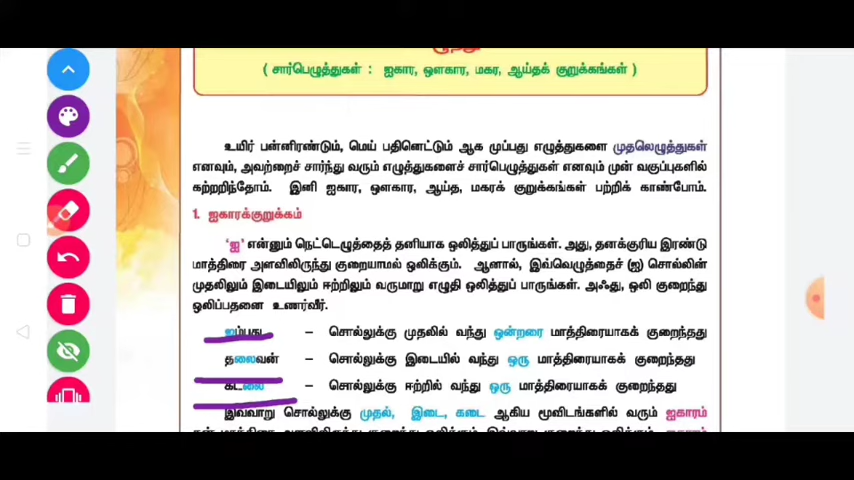 ( சார்பெழுத்துகள் : ஐகார, ஔகார, மகர, ஆய்தக் குறுக்கங்கள் )
உயிர் பன்னிரண்டும், மெய் பதினெட்டும் ஆக முப்பது எழுத்துகளை முதலெழுத்துகள்
எனவும், அவற்றைச் சார்ந்து வரும் எழுத்துகளைச் சார்பெழுத்துகள் எனவும் முன் வகுப்புகளில்
கற்றறிந்தோம். இனி ஐகார, ஔகார, ஆய்த, மகரக் குறுக்கங்கள் பற்றிக் காண்போம்.
1. ஐகாரக்குறுக்கம்
‘ஐ’ என்னும் நெட்டெழுத்தைத் தனியாக ஒலித்துப் பாருங்கள். அது, தனக்குரிய இரண்டு
மாத்திரை அளவிலிருந்து குறையாமல் ஒலிக்கும். ஆனால், இவ்வெழுத்தைச் (ஐ) சொல்லின்
முதலிலும் இடையிலும் ஈற்றிலும் வருமாறு எழுதி ஒலித்துப் பாருங்கள். அஃது, ஒலி குறைந்து
ஒலிப்பதனை உணர்வீர்.
ஐம்பது – சொல்லுக்கு முதலில் வந்து ஒன்றரை மாத்திரையாகக் குறைந்தது
தலைவன் – சொல்லுக்கு இடையில் வந்து ஒரு மாத்திரையாகக் குறைந்தது
கடலை – சொல்லுக்கு ஈற்றில் வந்து ஒரு மாத்திரையாகக் குறைந்தது
இவ்வாறு சொல்லுக்கு முதல், இடை, கடை ஆகிய மூவிடங்களில் வரும் ஐகாரம்